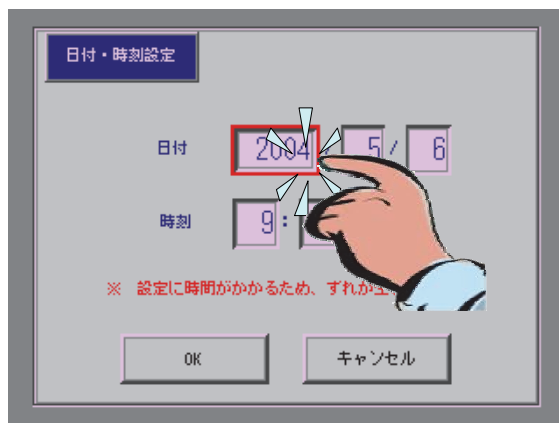 日付・時刻設定
日付 2004 / 5 / 6
時刻 9 :
※ 設定に時間がかかるため、ずれが
OK キャンセル